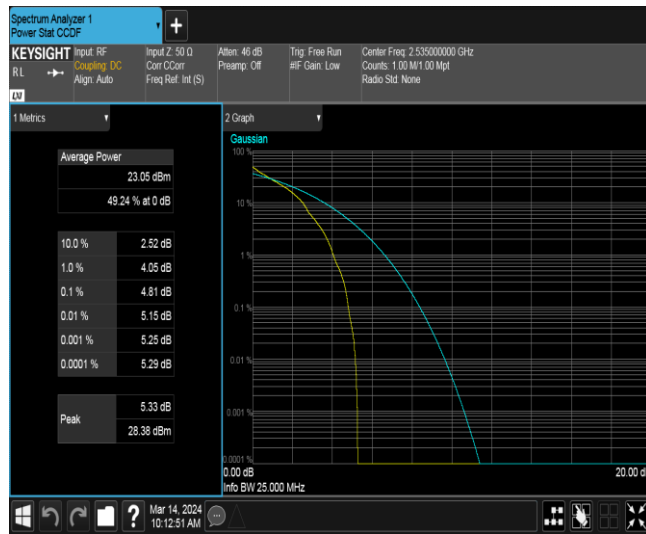 Spectrum Analyzer 1
Power Stat CCDF
+
KEYSIGHT
RL
LXI
Input: RF
Coupling: DC
Align: Auto
Input Z: 50 Ω
Corr CCorr
Freq Ref: Int (S)
Atten: 46 dB
Preamp: Off
Trig: Free Run
#IF Gain: Low
Center Freq: 2.535000000 GHz
Counts: 1.00 M/1.00 Mpt
Radio Std: None
1 Metrics
Average Power
23.05 dBm
49.24 % at 0 dB
10.0 % 2.52 dB
1.0 % 4.05 dB
0.1 % 4.81 dB
0.01 % 5.15 dB
0.001 % 5.25 dB
0.0001 % 5.29 dB
Peak
5.33 dB
28.38 dBm
2 Graph
Gaussian
100 %
10 %
1 %
0.1 %
0.01 %
0.001 %
0.0001 %
0.00 dB 20.00 d
Info BW 25.000 MHz
?
Mar 14, 2024
10:12:51 AM